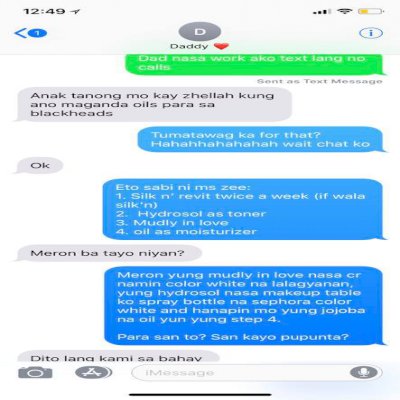 12:49
1
D
Daddy ❤️
Dad nasa work ako text lang no
calls
Sent as Text Message
Anak tanong mo kay zhellah kung
ano maganda oils para sa
blackheads
Tumatawag ka for that?
Hahahhahahahah wait chat ko
Ok
Eto sabi ni ms zee:
1. Silk n' revit twice a week (if wala
silk'n)
2. Hydrosol as toner
3. Mudly in love
4. oil as moisturizer
Meron ba tayo niyan?
Meron yung mudly in love nasa cr
namin color white na lalagyanan,
yung hydrosol nasa makeup table
ko spray bottle na sephora color
white and hanapin mo yung jojoba
na oil yun yung step 4.
Para san to? San kayo pupunta?
Dito lang kami sa bahay
iMessage